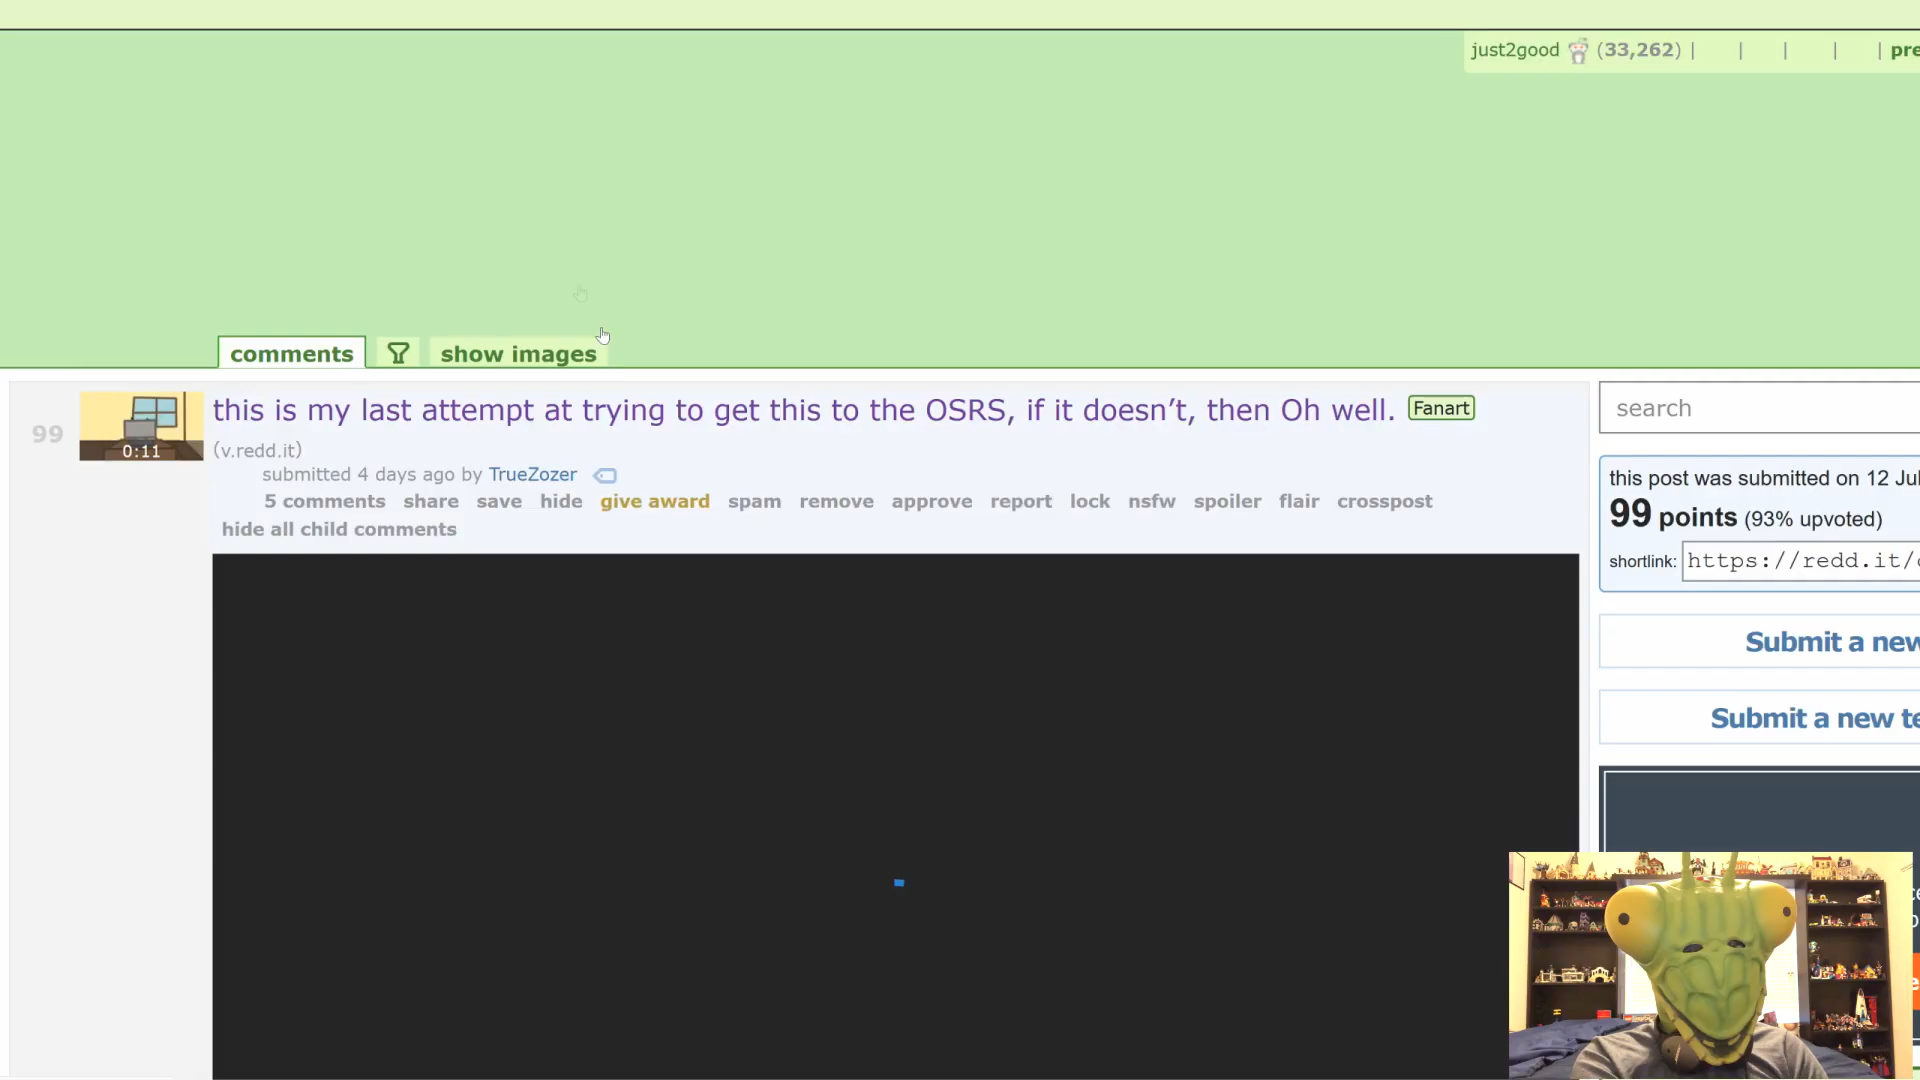 just2good (33,262) | | | | | pre
comments show images
99
0:11
this is my last attempt at trying to get this to the OSRS, if it doesn’t, then Oh well. Fanart
(v.redd.it)
submitted 4 days ago by TrueZozer
5 comments share save hide give award spam remove approve report lock nsfw spoiler flair crosspost
hide all child comments
search
this post was submitted on 12 Jul
99 points (93% upvoted)
shortlink: https://redd.it/
Submit a new
Submit a new te